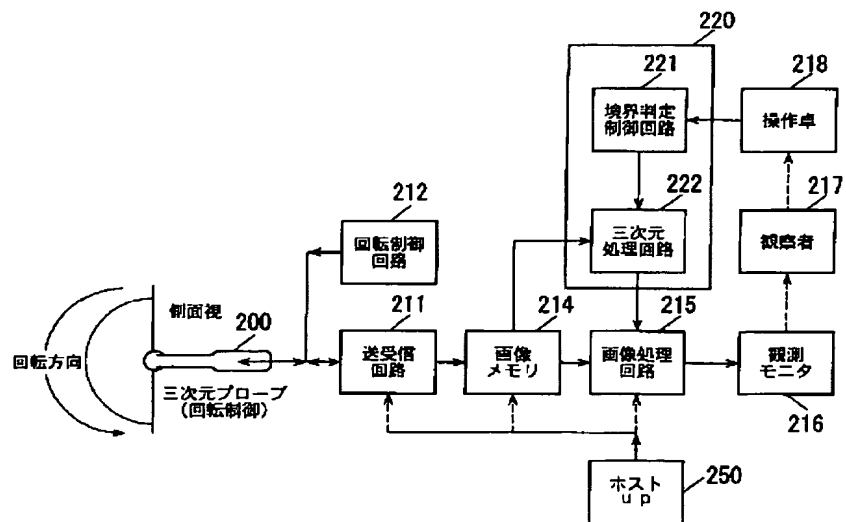 220
221
境界判定
制御回路
218
操作卓
222
三次元
処理回路
217
観察者
212
回転制御
回路
側面視
200
回転方向
三次元プローブ
(回転制御)
211
送受信
回路
214
画像
メモリ
215
画像処理
回路
観測
モニタ
216
ホスト
up
250